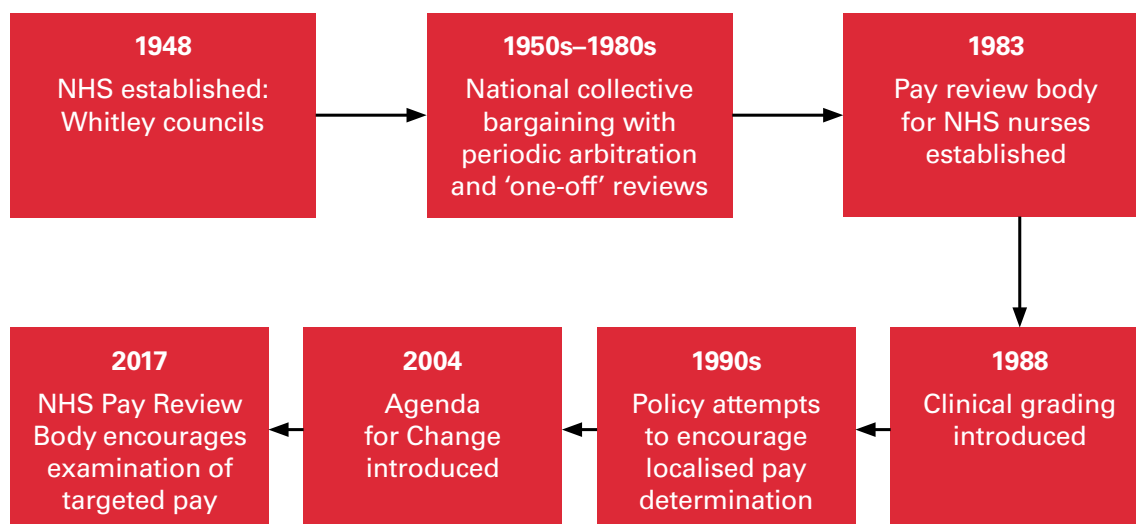 1948
NHS established:
Whitley councils
1950s–1980s
National collective
bargaining with
periodic arbitration
and ‘one-off’ reviews
1983
Pay review body
for NHS nurses
established
1988
Clinical grading
introduced
1990s
Policy attempts
to encourage
localised pay
determination
2004
Agenda
for Change
introduced
2017
NHS Pay Review
Body encourages
examination of
targeted pay